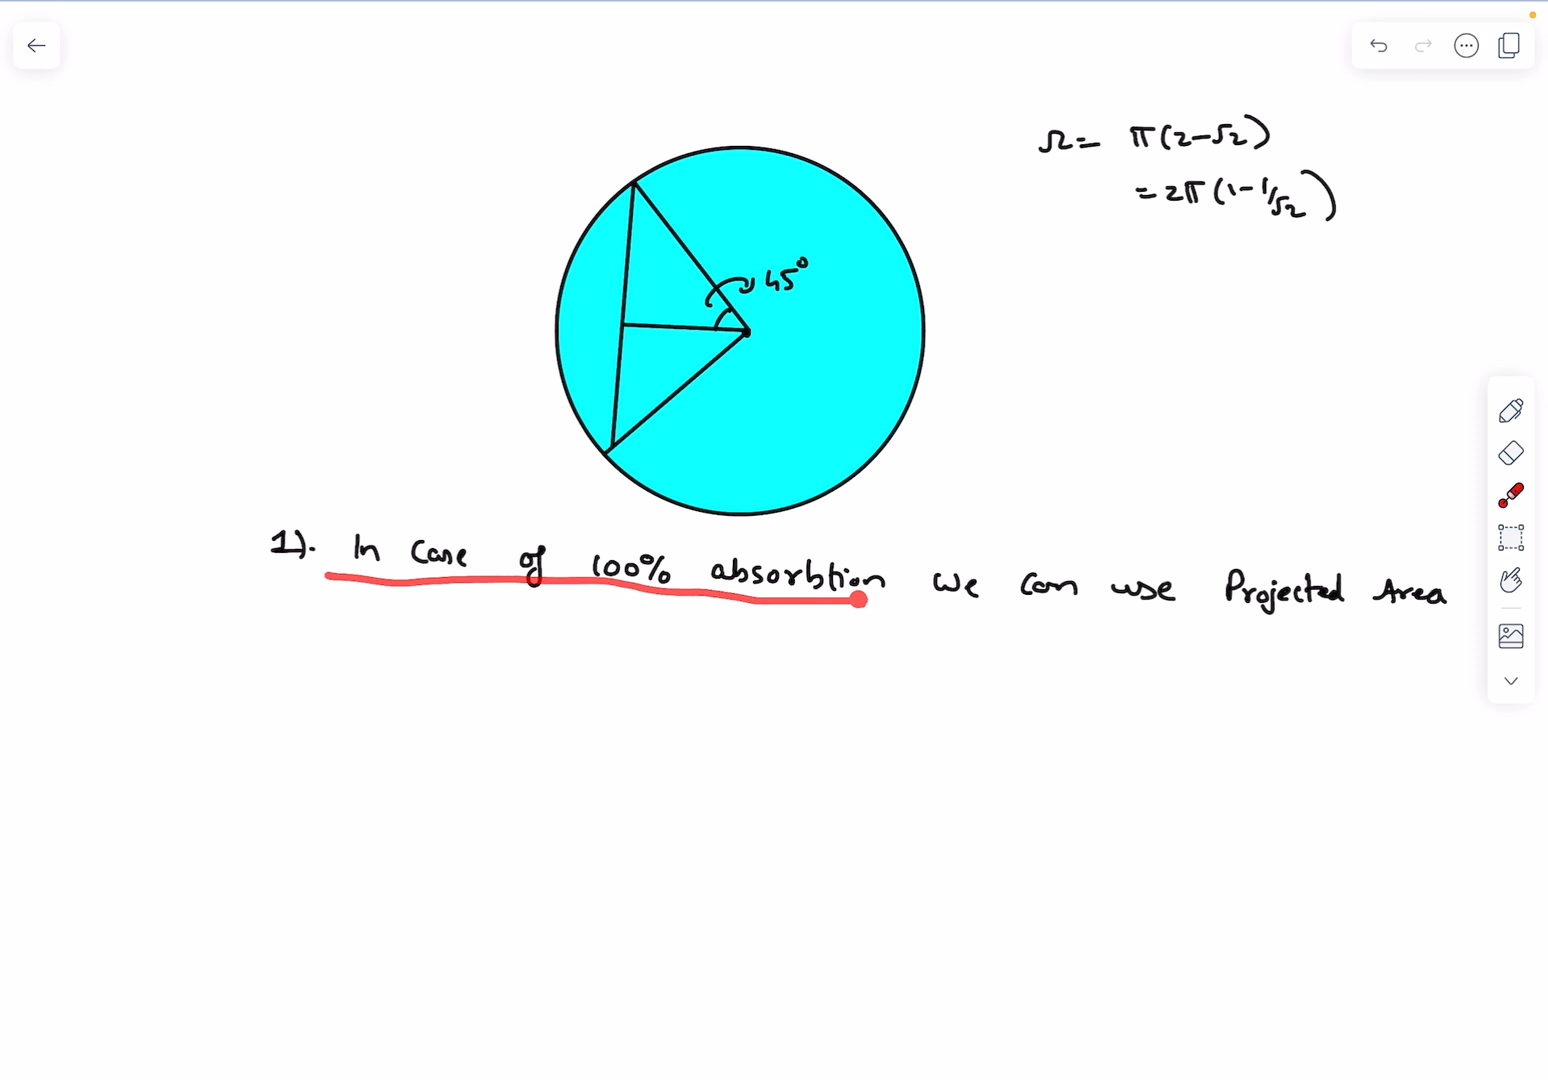 Ω = π(2-√2)
= 2π(1-1/√2)
45°
1). In Case of 100% absorbtion we can use Projected Area